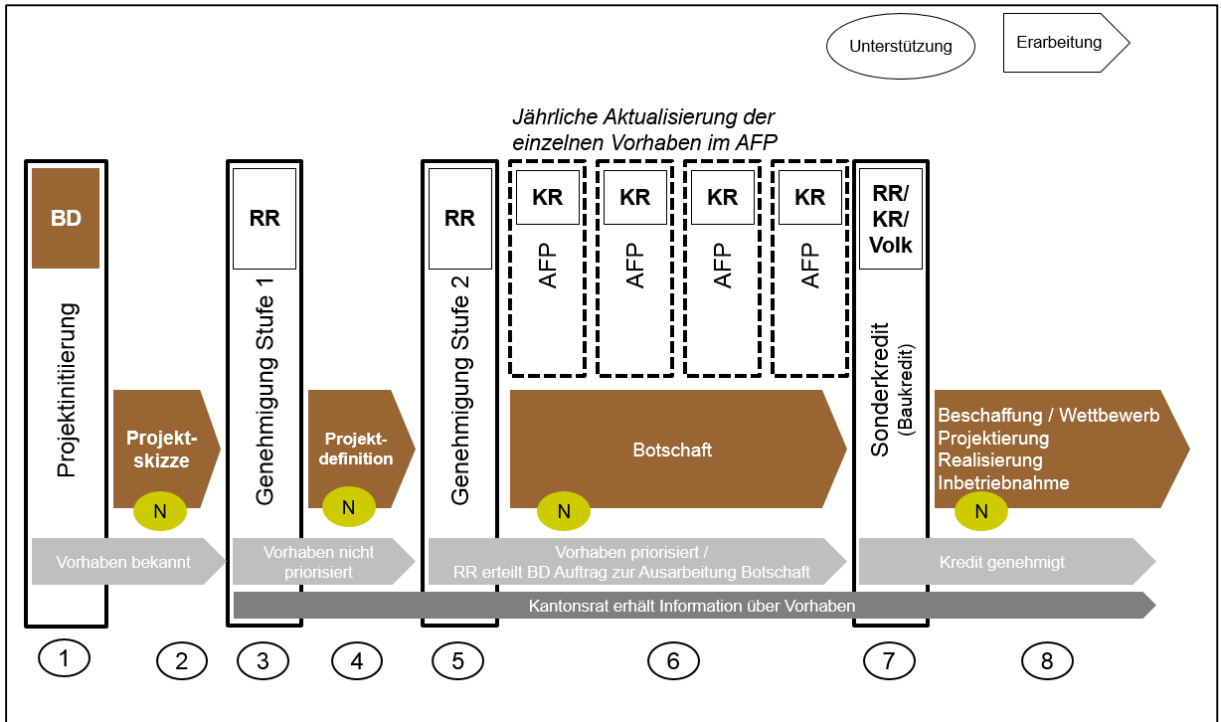 Unterstützung
Erarbeitung
Jährliche Aktualisierung der
einzelnen Vorhaben im AFP
BD
Projektinitiierung
RR
Genehmigung Stufe 1
RR
Genehmigung Stufe 2
KR
AFP
KR
AFP
KR
AFP
KR
AFP
RR/
KR/
Volk
Sonderkredit
(Baukredit)
Projekt-
skizze
N
Projekt-
definition
N
Botschaft
N
Beschaffung / Wettbewerb
Projektierung
Realisierung
Inbetriebnahme
N
Vorhaben bekannt
Vorhaben nicht
priorisiert
Vorhaben priorisiert /
RR erteilt BD Auftrag zur Ausarbeitung Botschaft
Kredit genehmigt
Kantonsrat erhält Information über Vorhaben
1
2
3
4
5
6
7
8